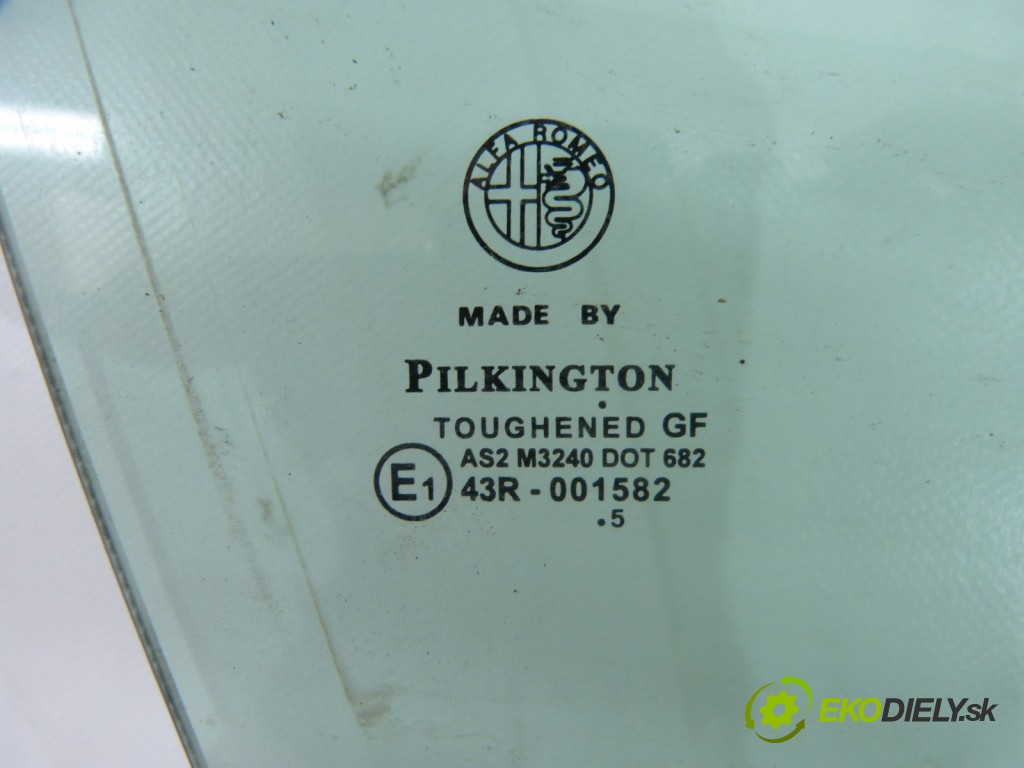 ALFA ROMEO
MADE BY
PILKINGTON
TOUGHENED GF
AS2 M3240 DOT 682
E1 43R - 001582
.5
EKODIELY.sk